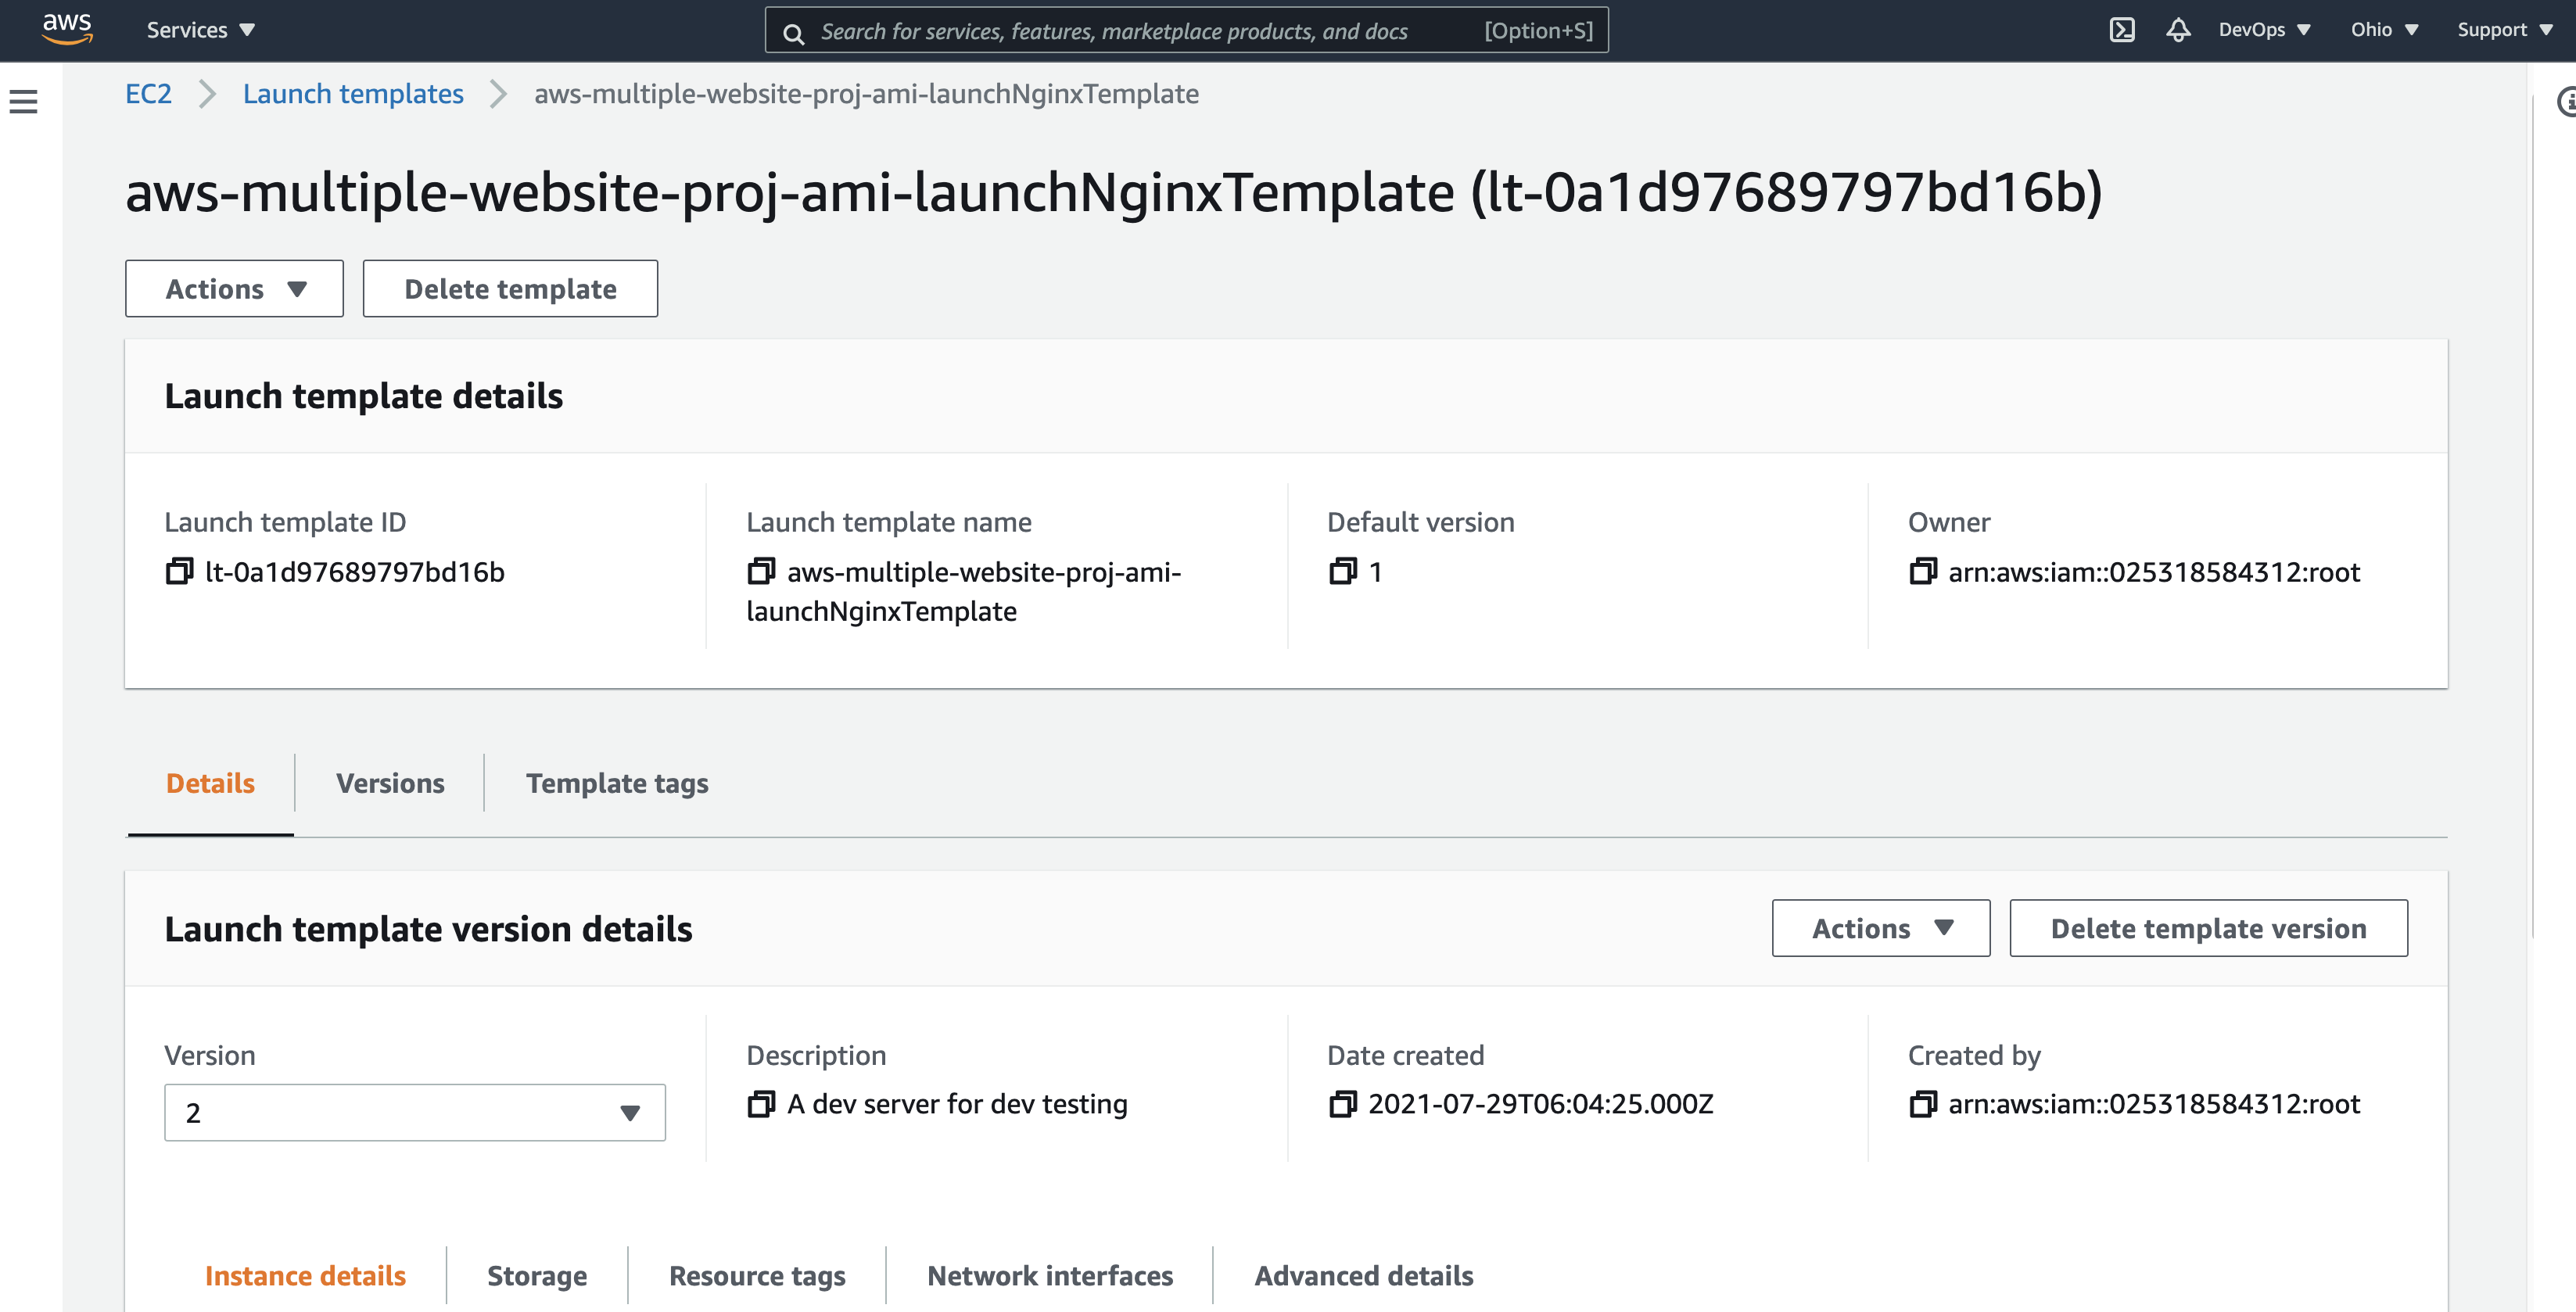 aws
Services
Search for services, features, marketplace products, and docs
[Option+S]
DevOps
Ohio
Support
EC2
Launch templates
aws-multiple-website-proj-ami-launchNginxTemplate
aws-multiple-website-proj-ami-launchNginxTemplate (lt-0a1d97689797bd16b)
Actions
Delete template
Launch template details
Launch template ID
lt-0a1d97689797bd16b
Launch template name
aws-multiple-website-proj-ami-
launchNginxTemplate
Default version
1
Owner
arn:aws:iam::025318584312:root
Details
Versions
Template tags
Launch template version details
Actions
Delete template version
Version
2
Description
A dev server for dev testing
Date created
2021-07-29T06:04:25.000Z
Created by
arn:aws:iam::025318584312:root
Instance details
Storage
Resource tags
Network interfaces
Advanced details